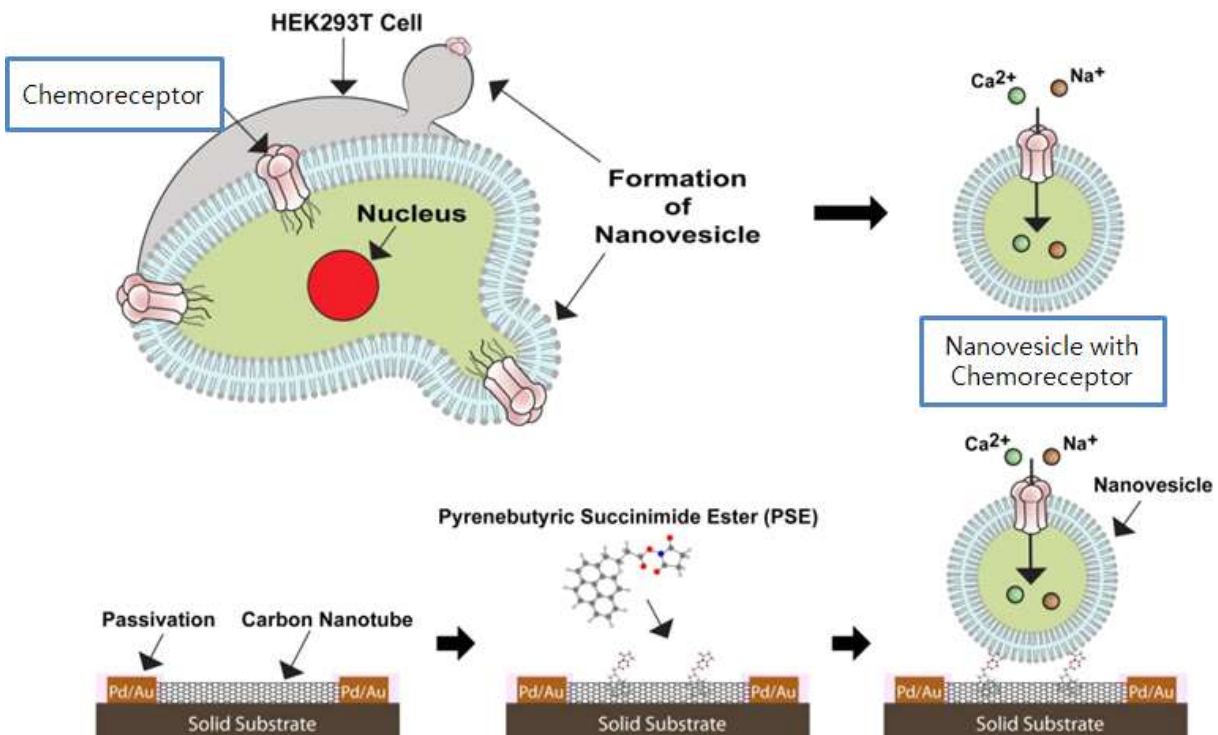 HEK293T Cell
Chemoreceptor
Nucleus
Formation
of
Nanovesicle
Ca2+ Na+
Nanovesicle with
Chemoreceptor
Ca2+ Na+
Nanovesicle
Pyrenebutyric Succinimide Ester (PSE)
Passivation Carbon Nanotube
Pd/Au Pd/Au
Solid Substrate
Pd/Au Pd/Au
Solid Substrate
Pd/Au Pd/Au
Solid Substrate